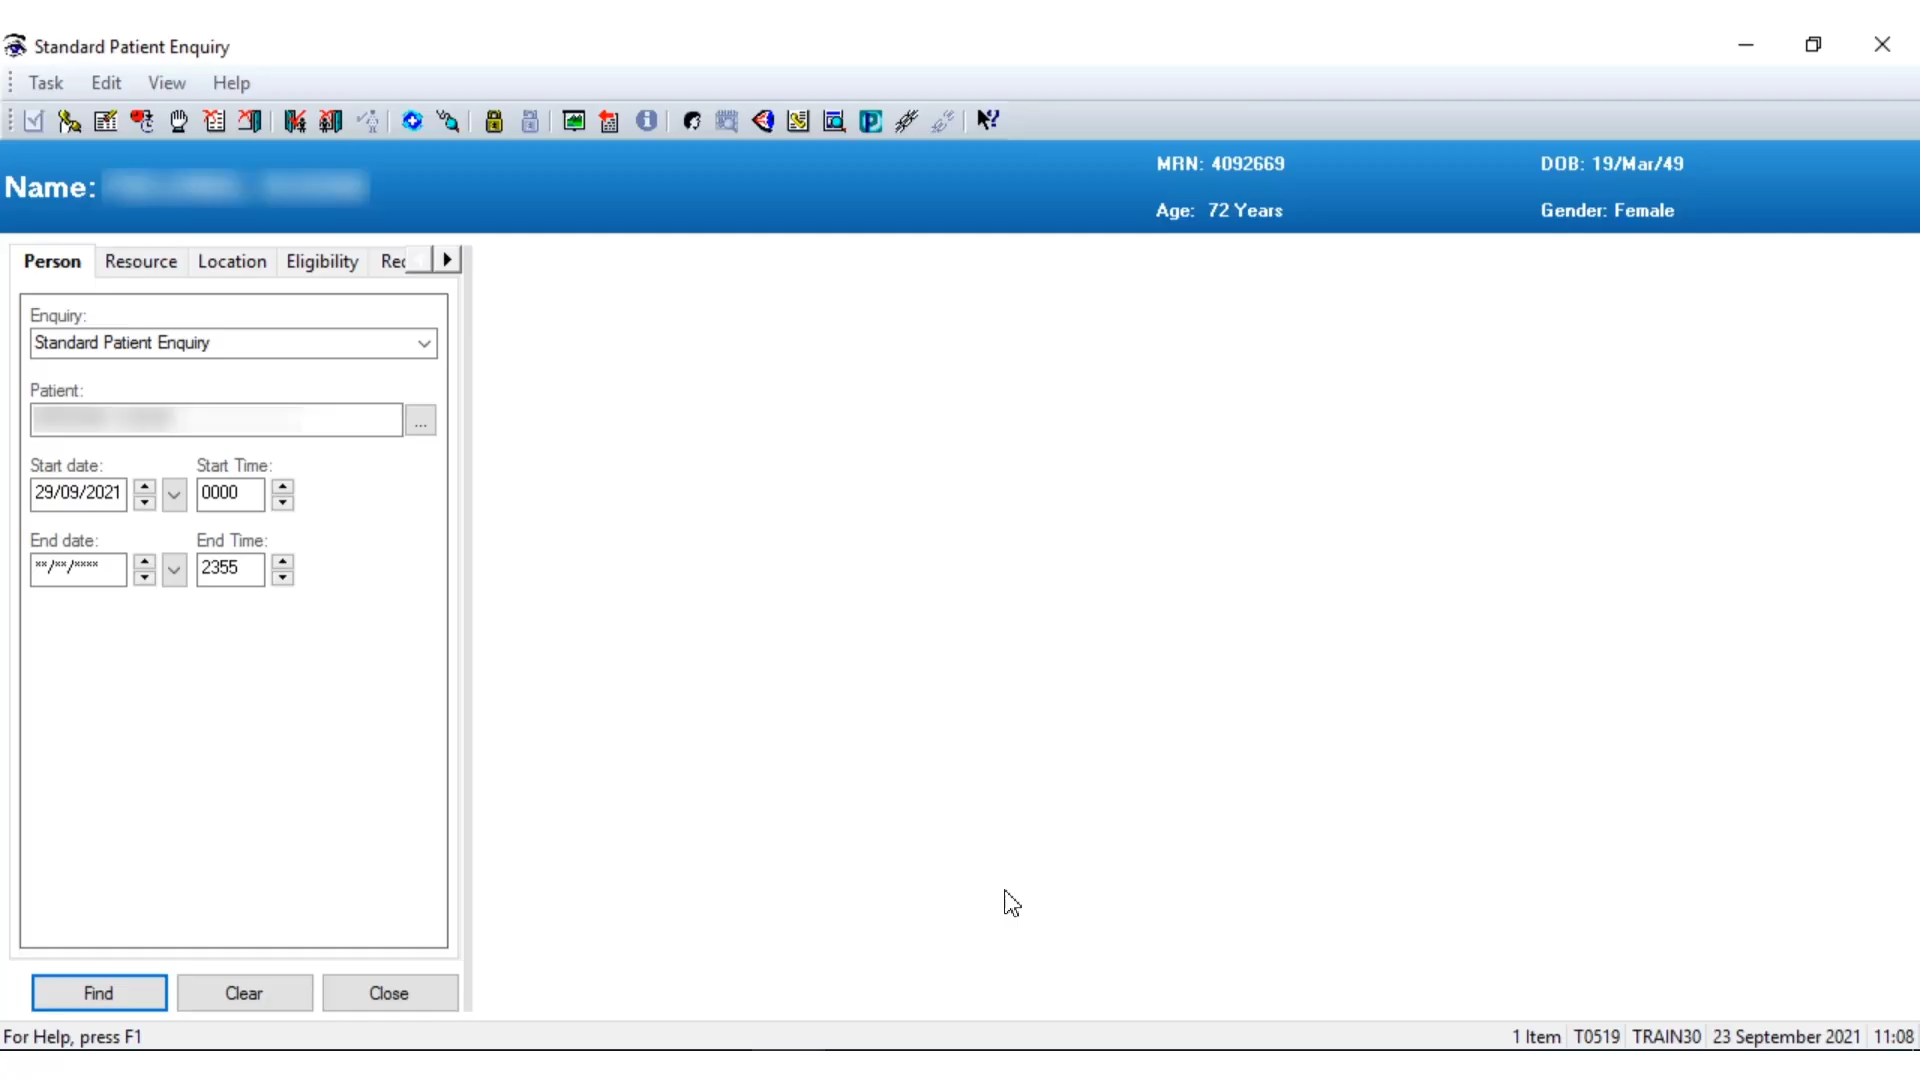 Standard Patient Enquiry
Task Edit View Help
Name:
MRN: 4092669
DOB: 19/Mar/49
Age: 72 Years
Gender: Female
Person Resource Location Eligibility Rec
Enquiry:
Standard Patient Enquiry
Patient:
...
Start date: Start Time:
29/09/2021 0000
End date: End Time:
**/**/**** 2355
Find Clear Close
For Help, press F1
1 Item T0519 TRAIN30 23 September 2021 11:08